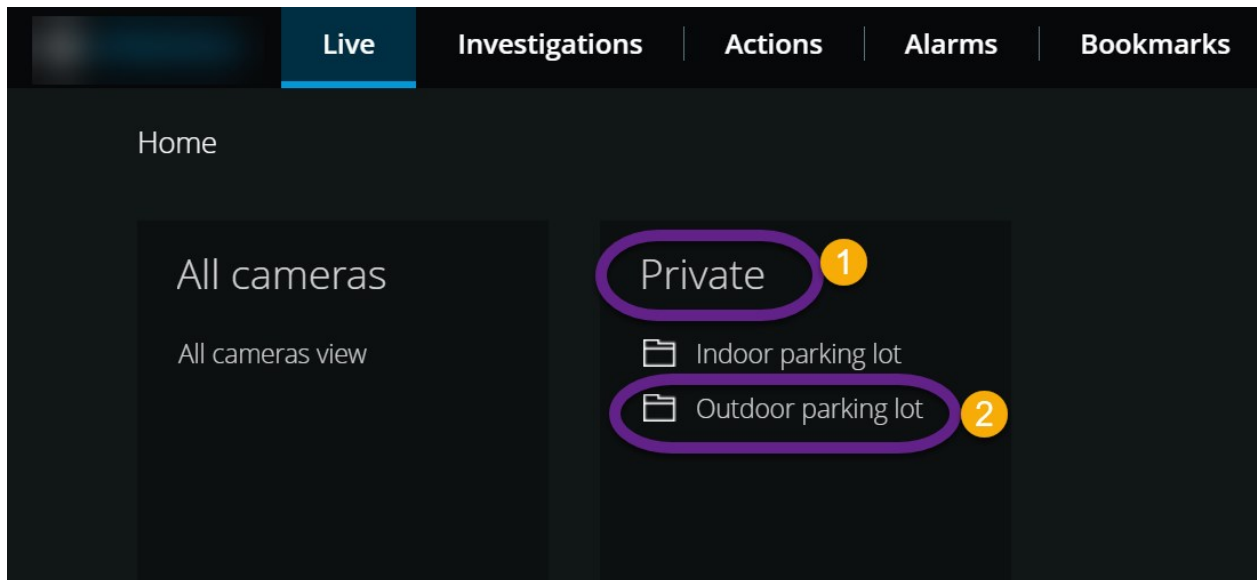 Live Investigations Actions Alarms Bookmarks
Home
All cameras
All cameras view
Private 1
Indoor parking lot
Outdoor parking lot 2